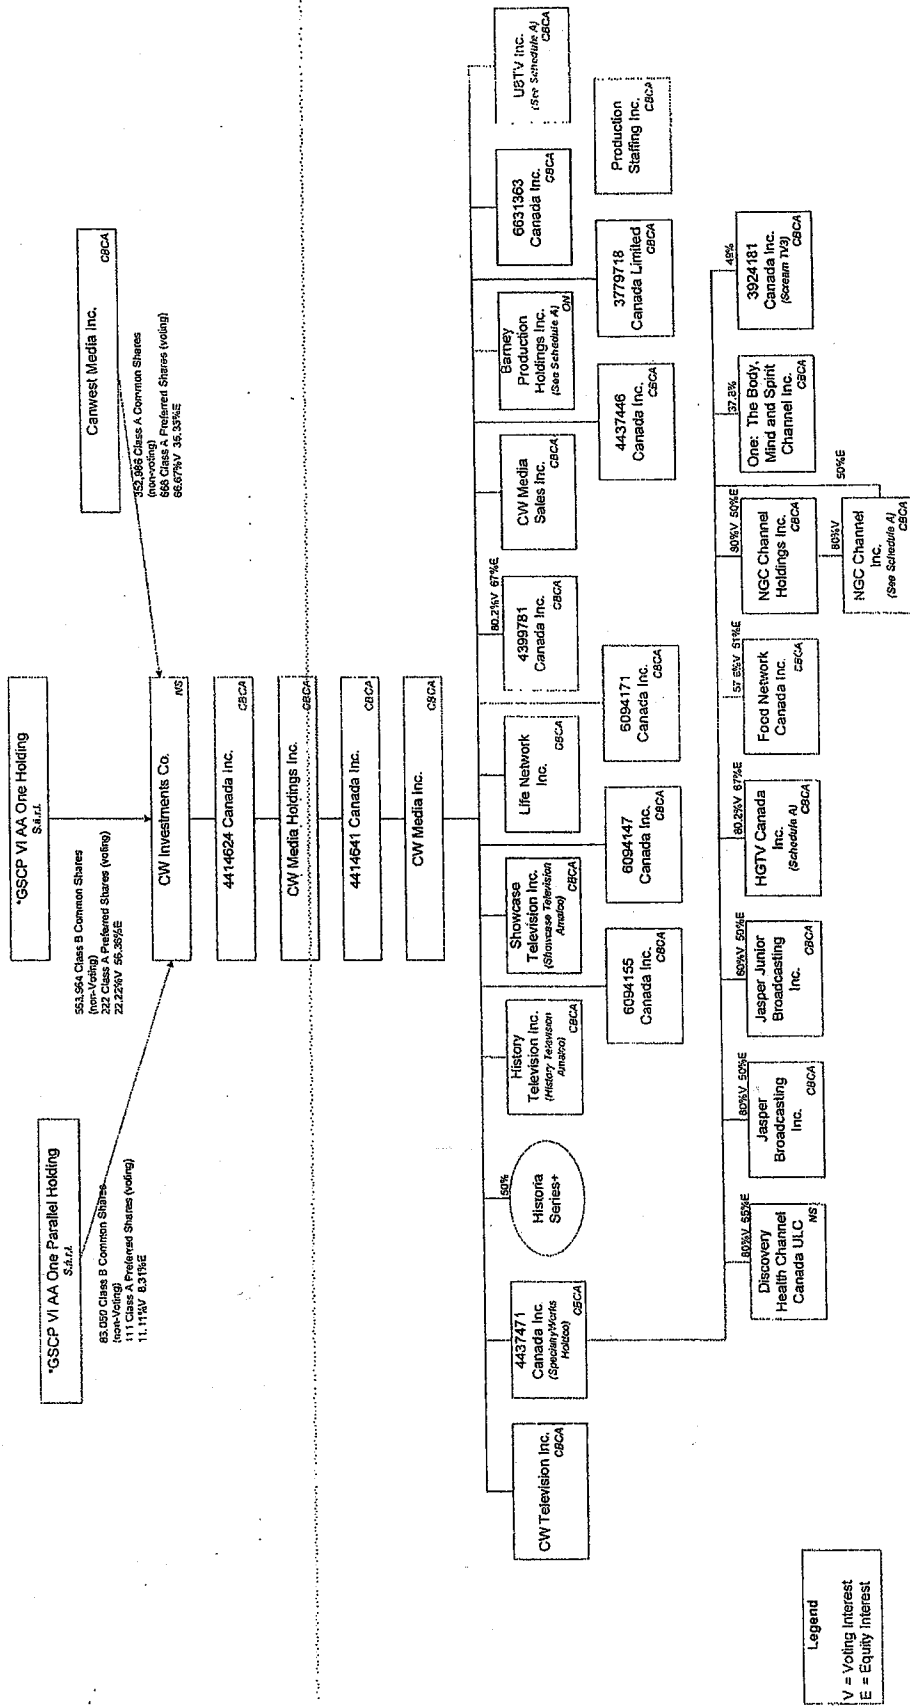 *GSCP VI AA One Parallel Holding
S.à.r.l.
*GSCP VI AA One Holding
S.à.r.l.
Canwest Media Inc.
CBCA
83,050 Class B Common Shares
(non-Voting)
111 Class A Preferred Shares (voting)
11.11%V 8.31%E
563,964 Class B Common Shares
(non-Voting)
222 Class A Preferred Shares (voting)
22.22%V 56.36%E
352,986 Class A Common Shares
(non-voting)
666 Class A Preferred Shares (voting)
66.67%V 35.33%E
CW Investments Co.
NS
4414624 Canada Inc.
CBCA
CW Media Holdings Inc.
CBCA
4414641 Canada Inc.
CBCA
CW Media Inc.
CBCA
CW Television Inc.
CBCA
4437471
Canada Inc.
(SpecialtyWorks
Holdco)
CBCA
50%
Historia
Series+
History
Television Inc.
(History Television
Amalco)
CBCA
Showcase
Television Inc.
(Showcase Television
Amalco)
CBCA
Life Network
Inc.
CBCA
80.2%V 67%E
4399781
Canada Inc.
CBCA
CW Media
Sales Inc.
CBCA
Barney
Production
Holdings Inc.
(See Schedule A)
ON
6631363
Canada Inc.
CBCA
(See Schedule A)
CBCA
6094155
Canada Inc.
CBCA
6094147
Canada Inc.
CBCA
6094171
Canada Inc.
CBCA
4437446
Canada Inc.
CBCA
3779718
Canada Limited
CBCA
Production
Staffing Inc.
CBCA
55%E
Discovery
Health Channel
Canada ULC
NS
80%V 50%E
Jasper
Broadcasting
Inc.
CBCA
50%E
Jasper Junior
Broadcasting
Inc.
CBCA
80.2%V 67%E
HGTV Canada
Inc.
(Schedule A)
CBCA
51%E
Food Network
Canada Inc.
CBCA
80%V 50%E
NGC Channel
Holdings Inc.
CBCA
37.8%
One: The Body,
Mind and Spirit
Channel Inc.
CBCA
49%
3924181
Canada Inc.
(Scream TV3)
CBCA
80%V
50%E
NGC Channel
Inc.
(See Schedule A)
CBCA
Legend
V = Voting Interest
E = Equity Interest